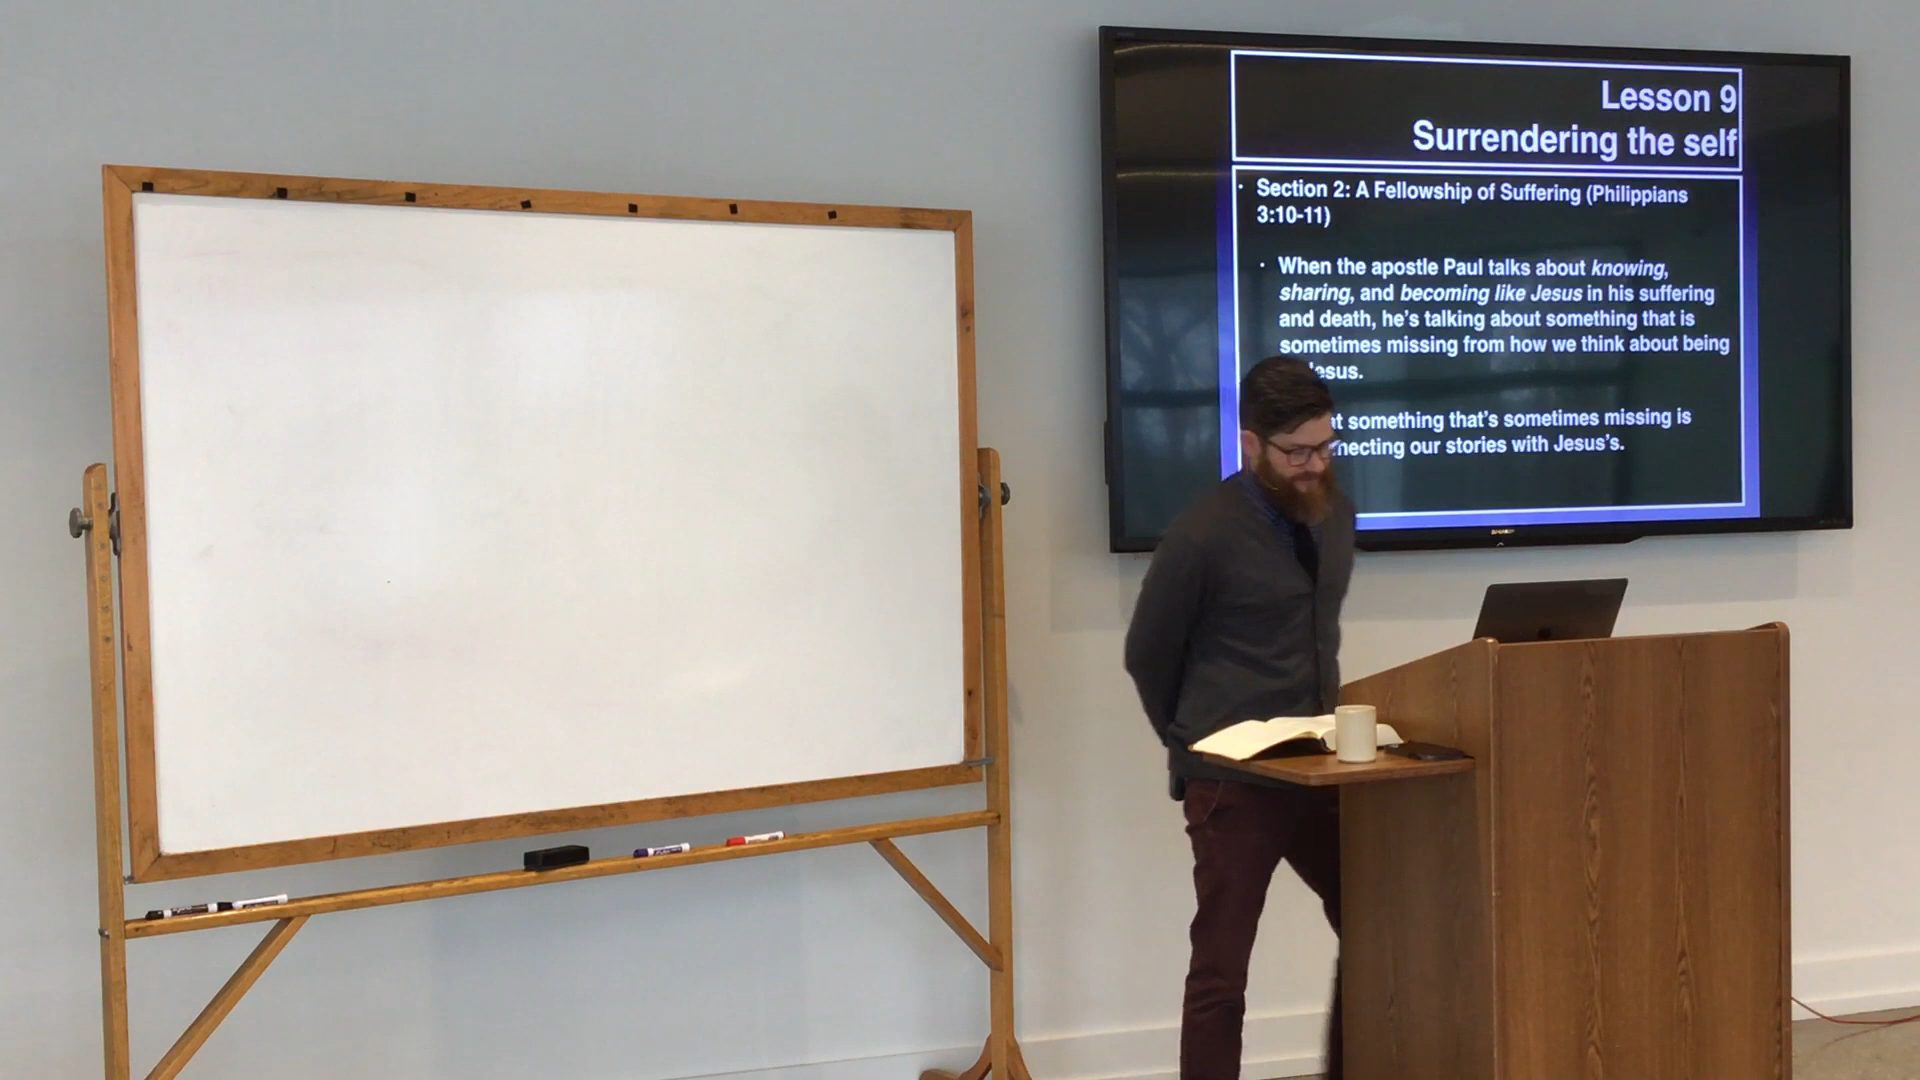 Lesson 9
Surrendering the self
· Section 2: A Fellowship of Suffering (Philippians
3:10-11)
· When the apostle Paul talks about knowing,
sharing, and becoming like Jesus in his suffering
and death, he's talking about something that is
sometimes missing from how we think about being
esus.
something that's sometimes missing is
necting our stories with Jesus's.
SHARP